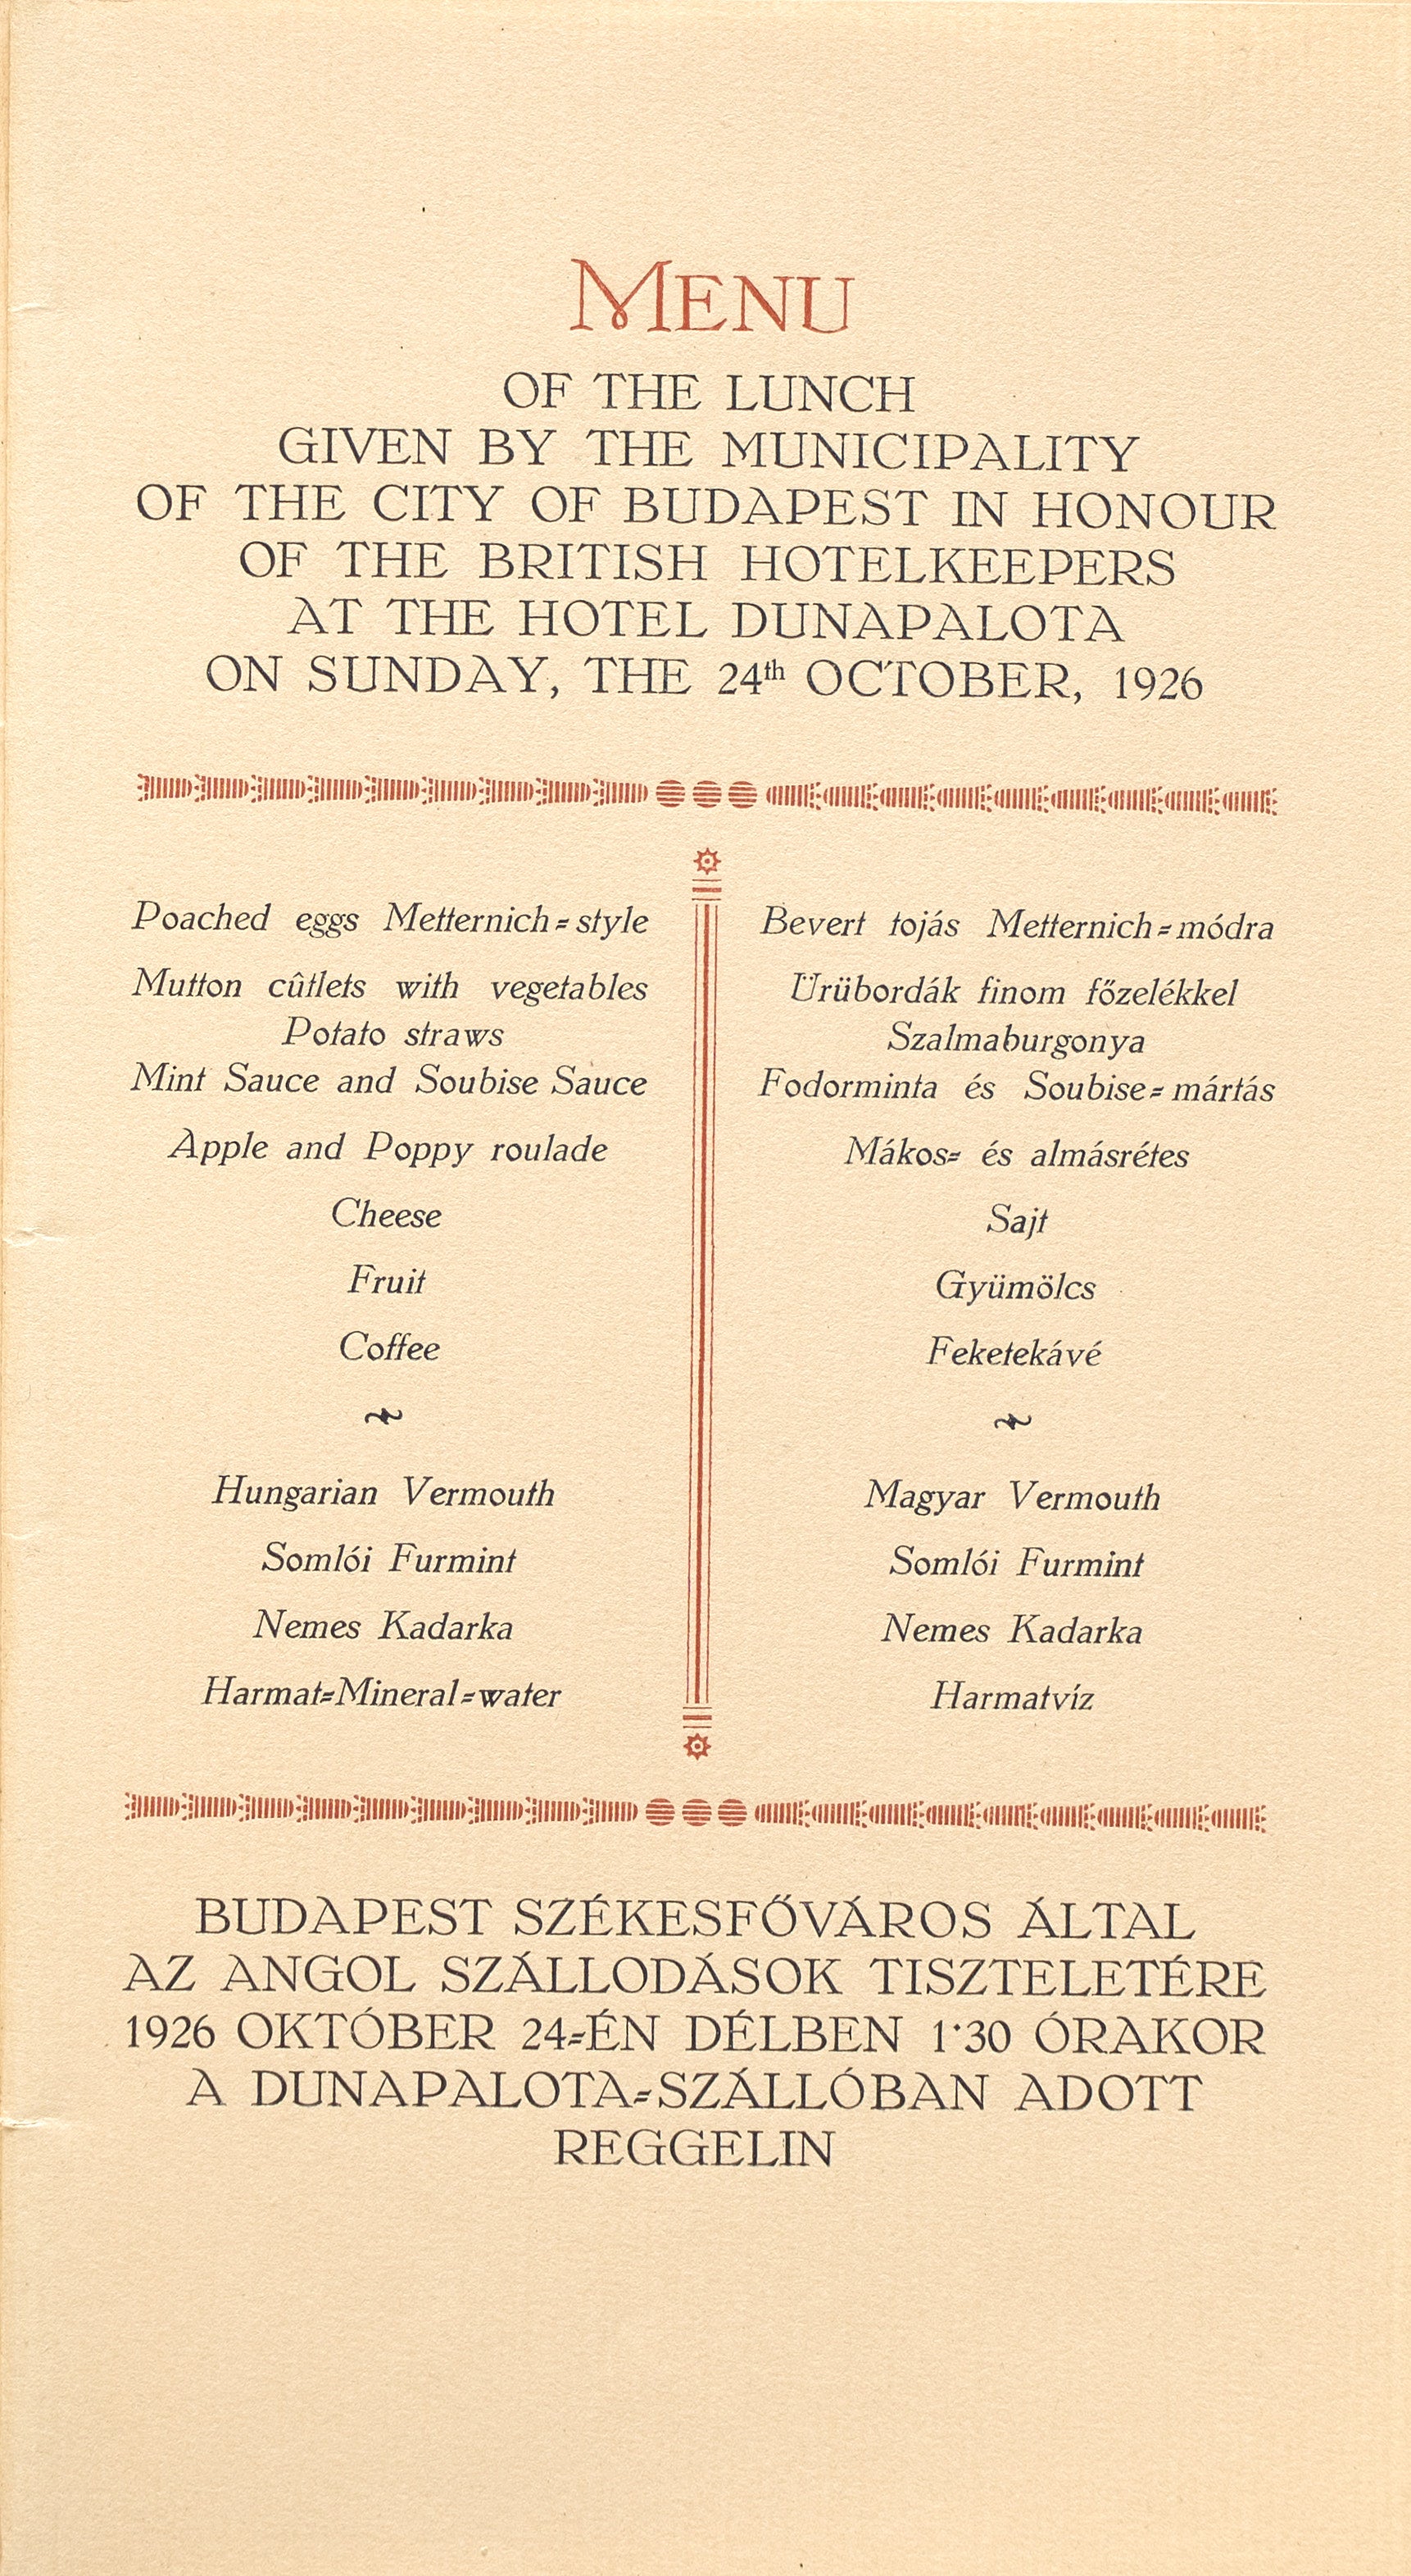 MENU
OF THE LUNCH
GIVEN BY THE MUNICIPALITY
OF THE CITY OF BUDAPEST IN HONOUR
OF THE BRITISH HOTELKEEPERS
AT THE HOTEL DUNAPALOTA
ON SUNDAY, THE 24th OCTOBER, 1926
Poached eggs Metternich=style
Mutton cûtlets with vegetables
Potato straws
Mint Sauce and Soubise Sauce
Apple and Poppy roulade
Cheese
Fruit
Coffee
Hungarian Vermouth
Somlói Furmint
Nemes Kadarka
Harmat=Mineral=water
Bevert tojás Metternich=módra
Ürübordák finom főzelékkel
Szalmaburgonya
Fodorminta és Soubise=mártás
Mákos= és almásrétes
Sajt
Gyümölcs
Feketekávé
Magyar Vermouth
Somlói Furmint
Nemes Kadarka
Harmatvíz
BUDAPEST SZÉKESFŐVÁROS ÁLTAL
AZ ANGOL SZÁLLODÁSOK TISZTELETÉRE
1926 OKTÓBER 24=ÉN DÉLBEN 1·30 ÓRAKOR
A DUNAPALOTA=SZÁLLÓBAN ADOTT
REGGELIN